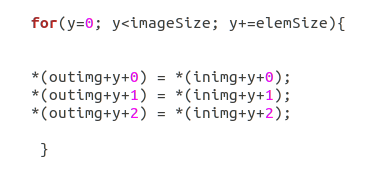 for(y=0; y<imageSize; y+=elemSize){
*(outimg+y+0) = *(inimg+y+0);
*(outimg+y+1) = *(inimg+y+1);
*(outimg+y+2) = *(inimg+y+2);
}